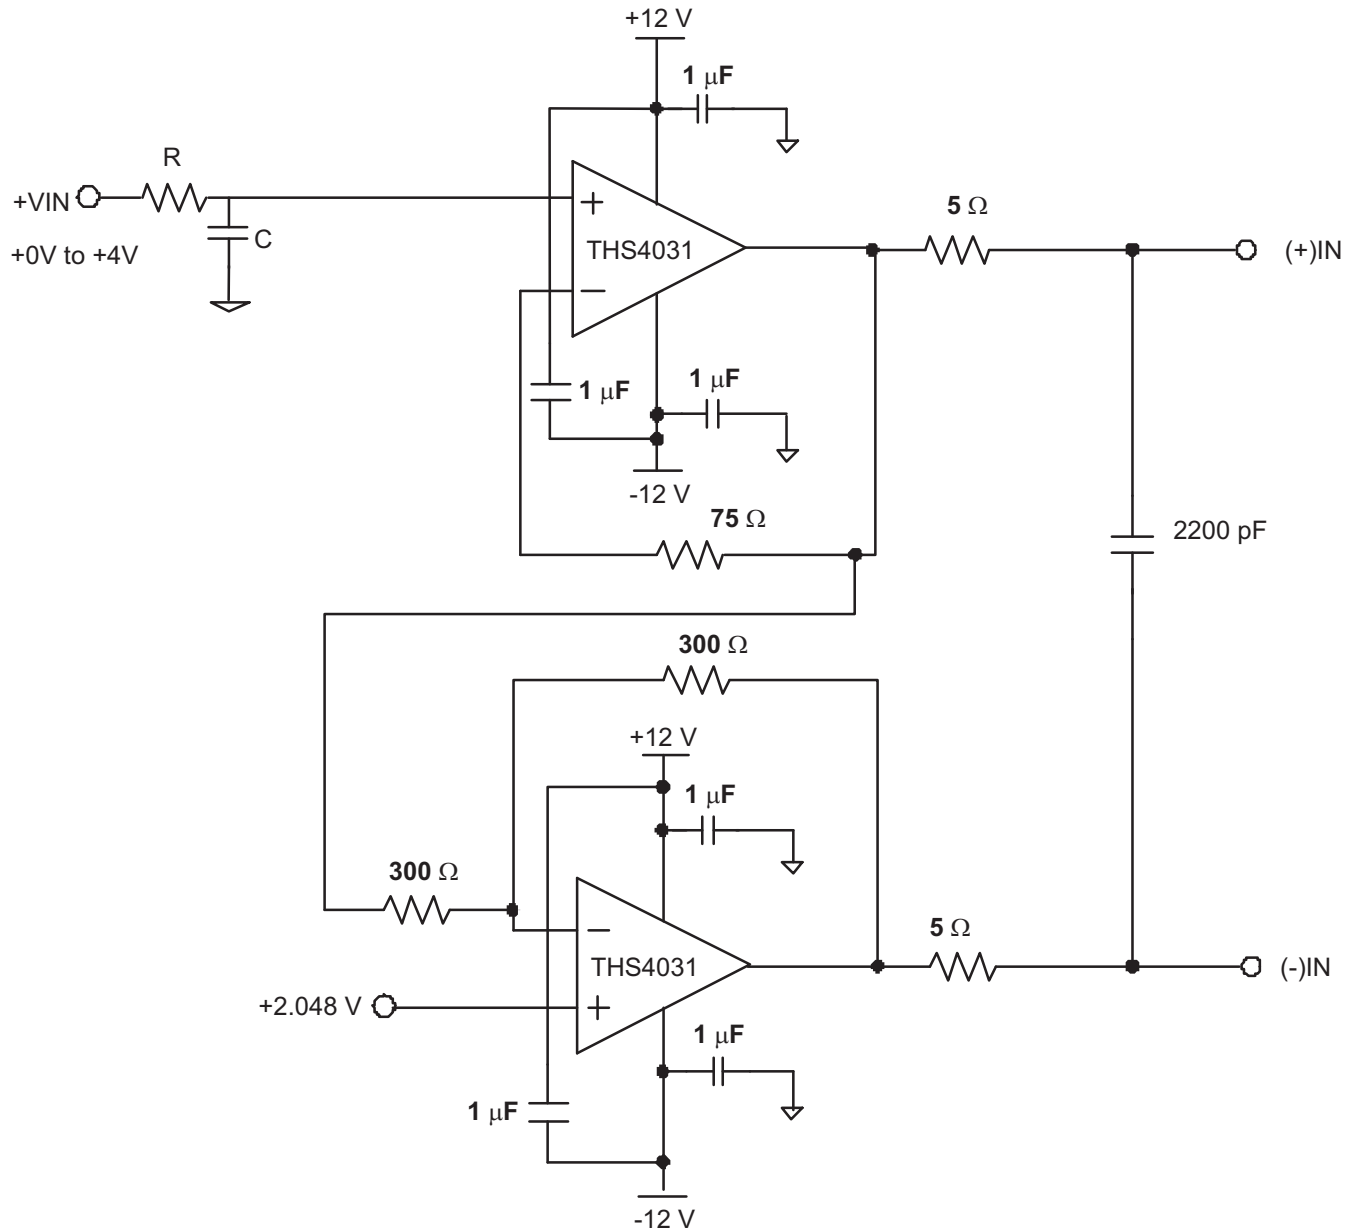 +12 V
1 μF
R
+VIN
C
+0V to +4V
+
THS4031
−
5 Ω
(+)IN
1 μF
1 μF
-12 V
75 Ω
2200 pF
300 Ω
+12 V
1 μF
300 Ω
−
THS4031
+
5 Ω
(-)IN
+2.048 V
1 μF
1 μF
-12 V